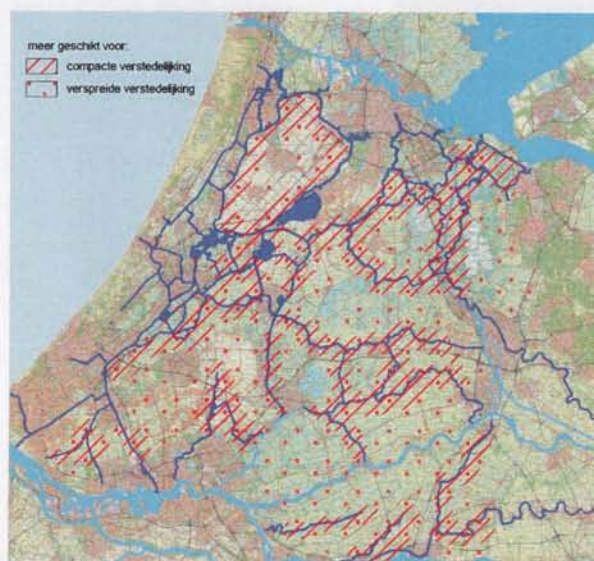 meer geschikt voor:
compacte verstedelijking
verspreide verstedelijking